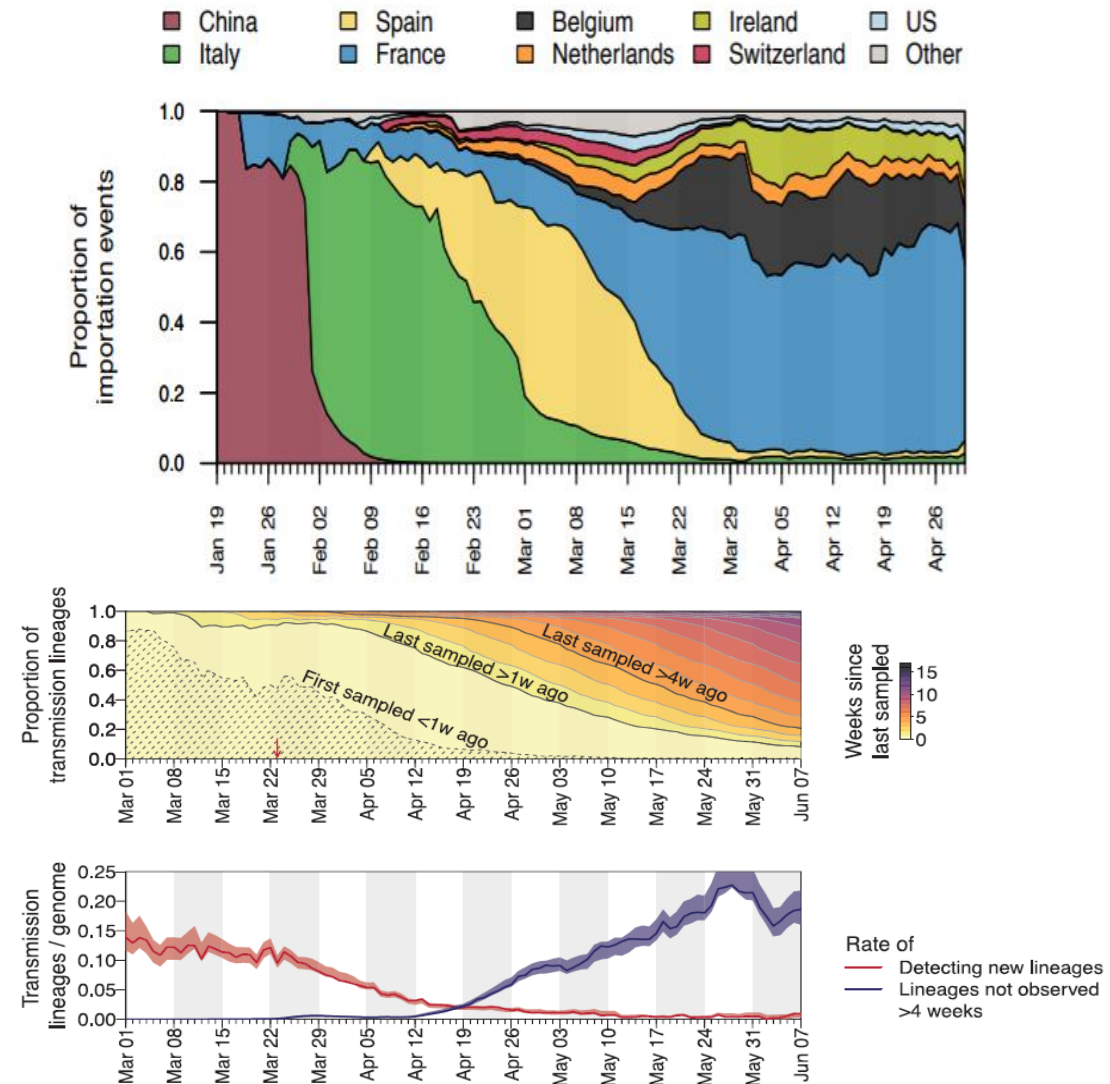 China Spain Belgium Ireland US
Italy France Netherlands Switzerland Other
Proportion of
importation events
1.0
0.8
0.6
0.4
0.2
0.0
Jan 19 Jan 26 Feb 02 Feb 09 Feb 16 Feb 23 Mar 01 Mar 08 Mar 15 Mar 22 Mar 29 Apr 05 Apr 12 Apr 19 Apr 26
Proportion of
transmission lineages
1.0
0.8
0.6
0.4
0.2
0.0
Last sampled >1w ago
Last sampled >4w ago
First sampled <1w ago
Mar 01 Mar 08 Mar 15 Mar 22 Mar 29 Apr 05 Apr 12 Apr 19 Apr 26 May 03 May 10 May 17 May 24 May 31 Jun 07
Weeks since
last sampled
15
10
5
0
Transmission
lineages / genome
0.25
0.20
0.15
0.10
0.05
0.00
Mar 01 Mar 08 Mar 15 Mar 22 Mar 29 Apr 05 Apr 12 Apr 19 Apr 26 May 03 May 10 May 17 May 24 May 31 Jun 07
Rate of
Detecting new lineages
Lineages not observed
>4 weeks